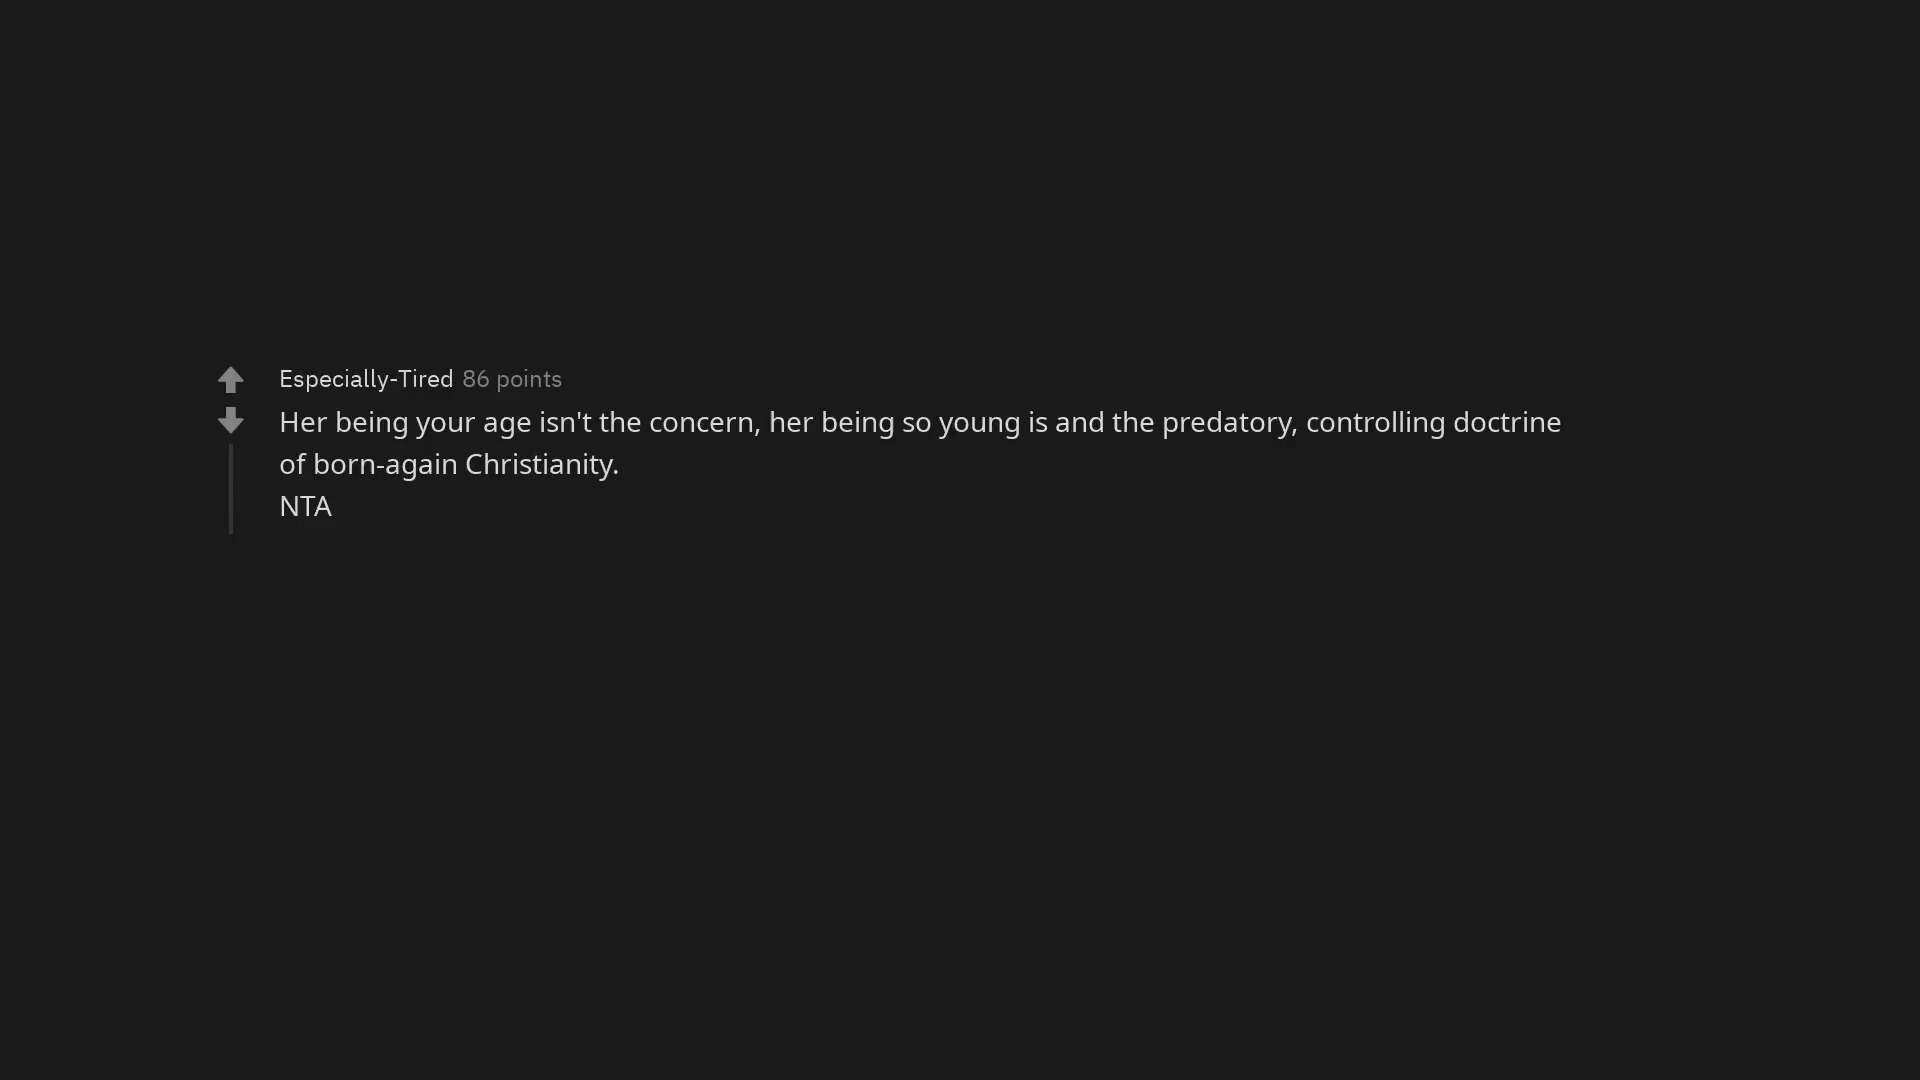 Especially-Tired 86 points
Her being your age isn't the concern, her being so young is and the predatory, controlling doctrine
of born-again Christianity.
NTA